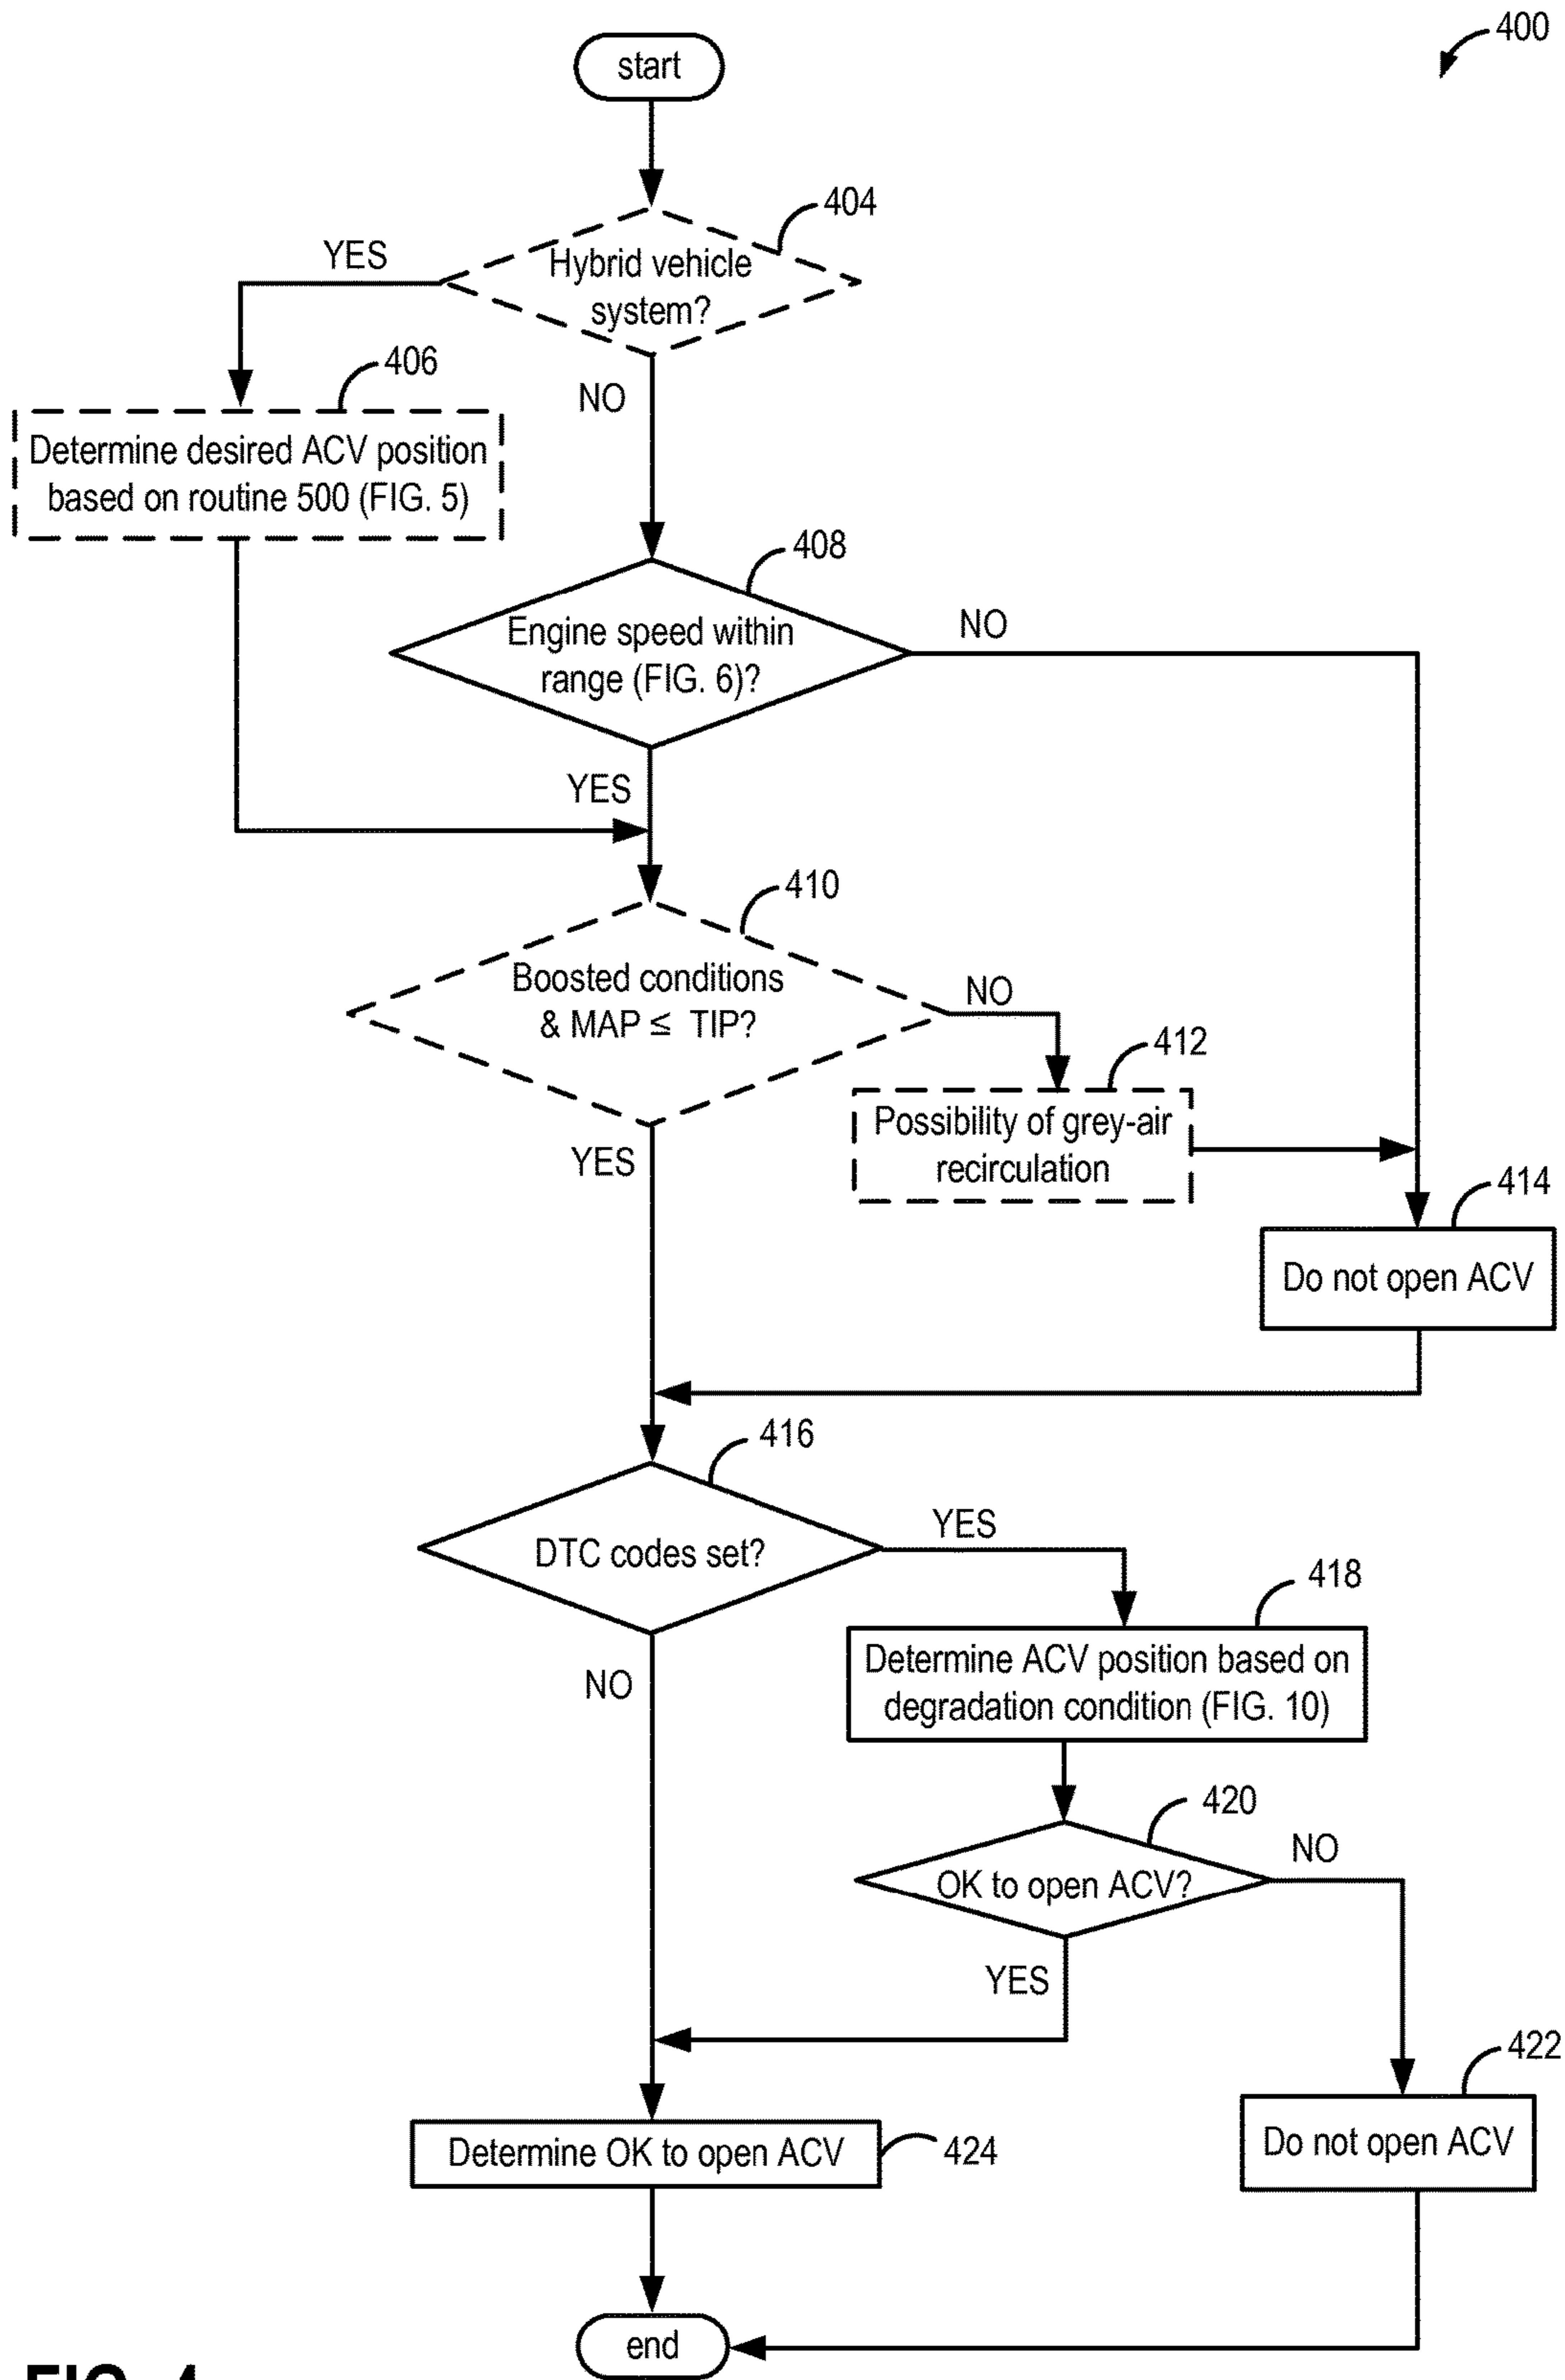 400
start
404
Hybrid vehicle
system?
YES
NO
406
Determine desired ACV position
based on routine 500 (FIG. 5)
408
Engine speed within
range (FIG. 6)?
NO
YES
410
Boosted conditions
& MAP ≤ TIP?
NO
YES
412
Possibility of grey-air
recirculation
414
Do not open ACV
416
DTC codes set?
YES
NO
418
Determine ACV position based on
degradation condition (FIG. 10)
420
OK to open ACV?
NO
YES
422
Do not open ACV
Determine OK to open ACV
424
end